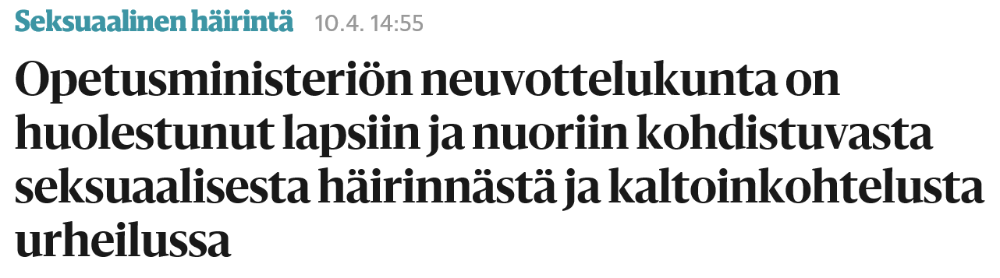 Seksuaalinen häirintä 10.4. 14:55
Opetusministeriön neuvottelukunta on
huolestunut lapsiin ja nuoriin kohdistuvasta
seksuaalisesta häirinnästä ja kaltoinkohtelusta
urheilussa